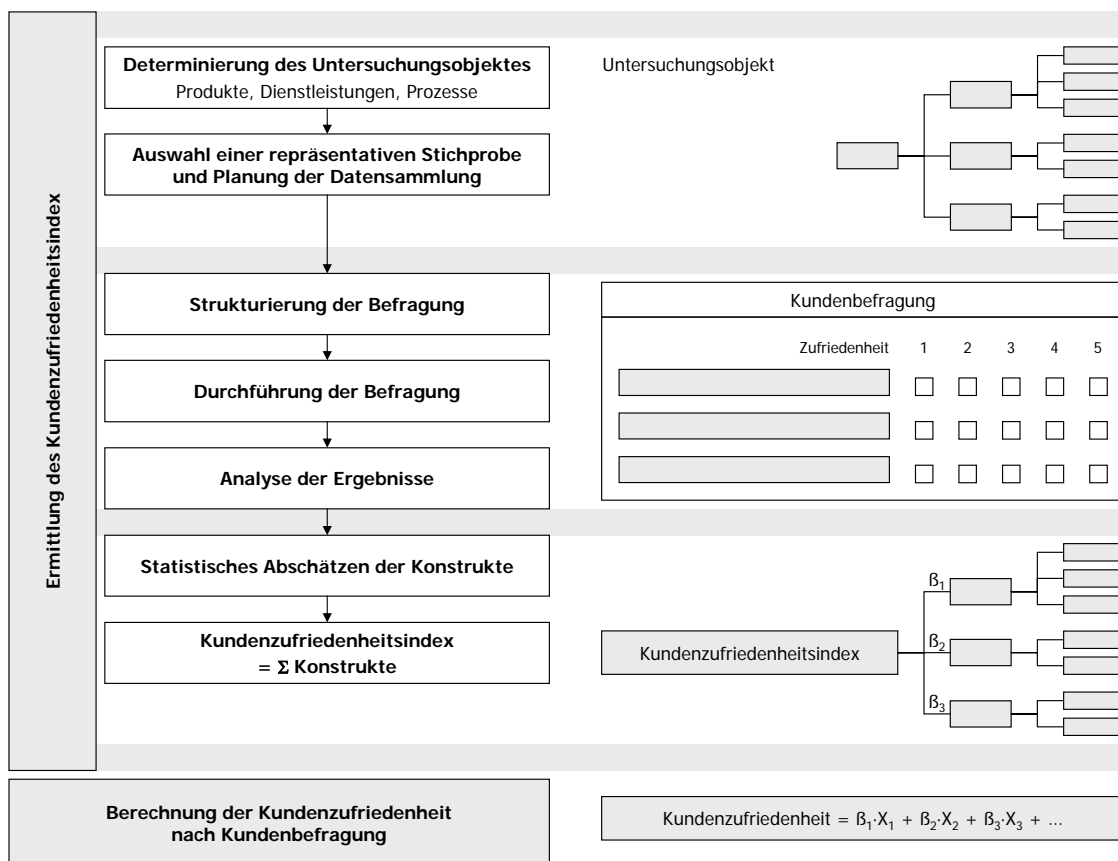 Ermittlung des Kundenzufriedenheitsindex
Determinierung des Untersuchungsobjektes
Produkte, Dienstleistungen, Prozesse
Untersuchungsobjekt
Auswahl einer repräsentativen Stichprobe
und Planung der Datensammlung
Strukturierung der Befragung
Kundenbefragung
Zufriedenheit 1 2 3 4 5
Durchführung der Befragung
Analyse der Ergebnisse
Statistisches Abschätzen der Konstrukte
Kundenzufriedenheitsindex
= Σ Konstrukte
Kundenzufriedenheitsindex
ß₁
ß₂
ß₃
Berechnung der Kundenzufriedenheit
nach Kundenbefragung
Kundenzufriedenheit = ß₁·X₁ + ß₂·X₂ + ß₃·X₃ + ...